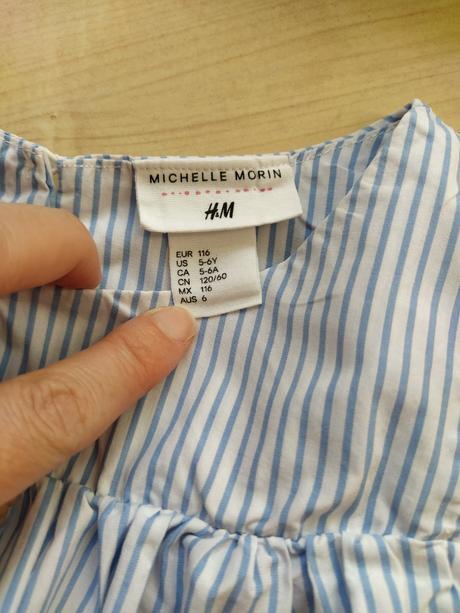 MICHELLE MORIN
H&M
EUR 116
US 5-6Y
CA 5-6A
CN 120/60
MX 116
AUS 6